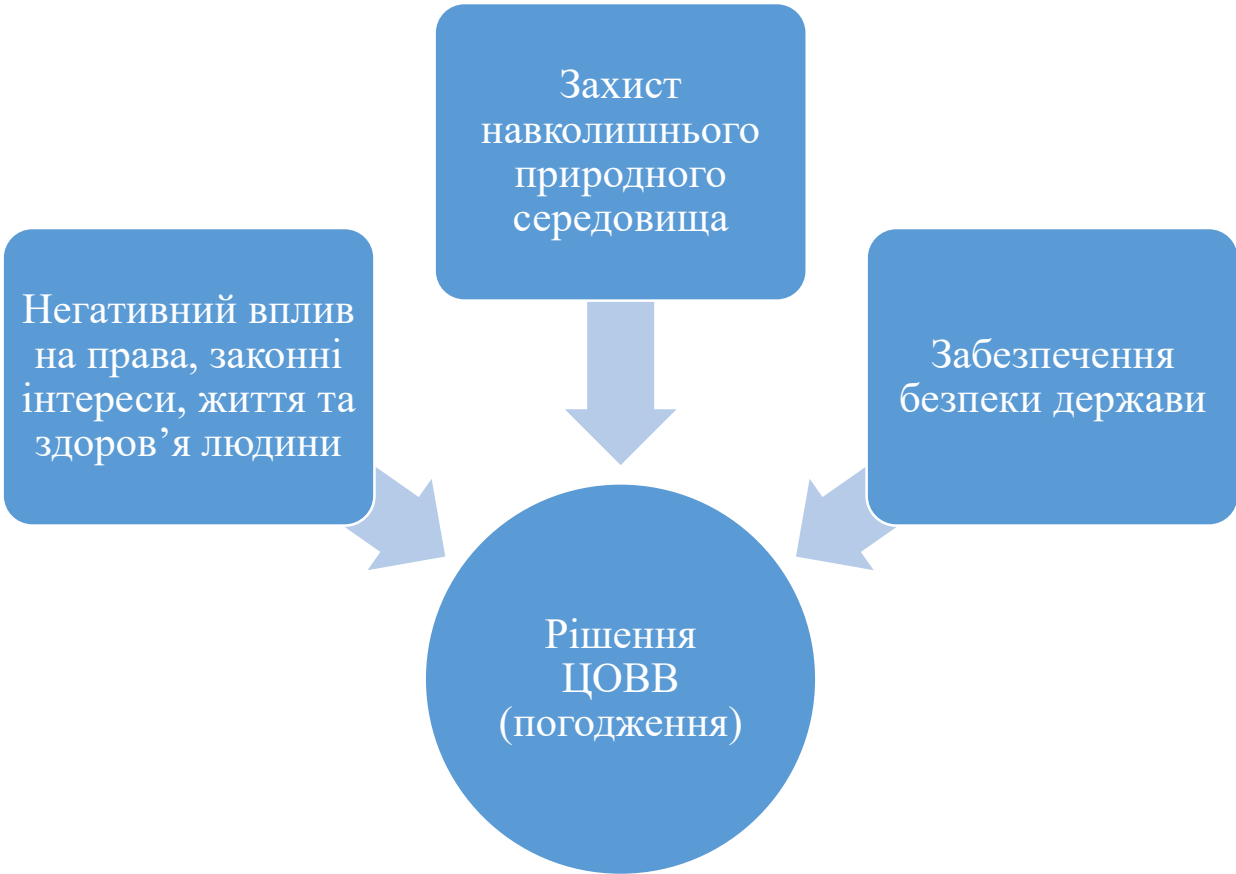 Захист
навколишнього
природного
середовища
Негативний вплив
на права, законні
інтереси, життя та
здоров’я людини
Забезпечення
безпеки держави
Рішення
ЦОВВ
(погодження)